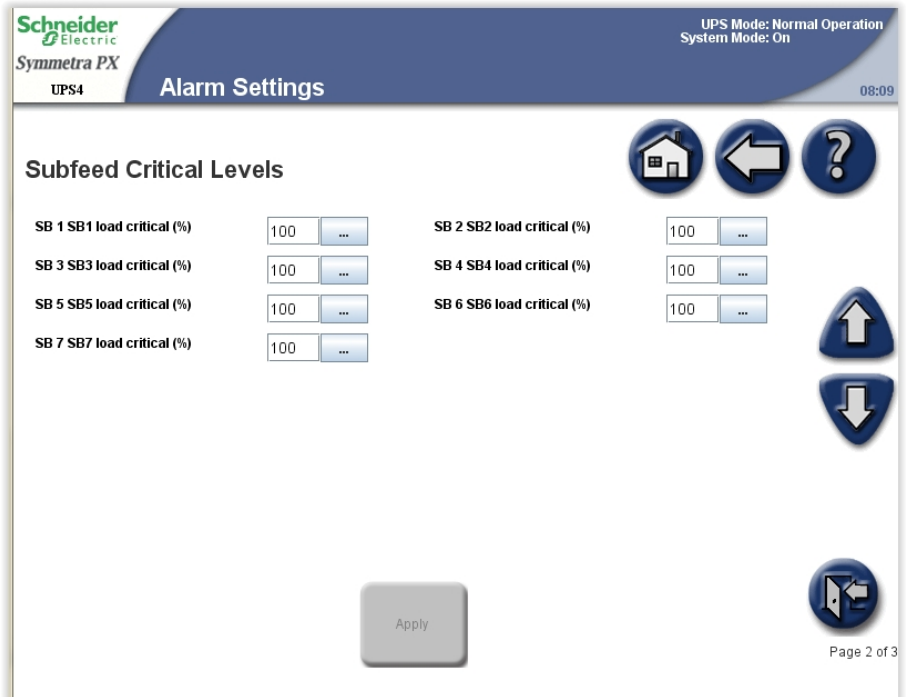 Schneider
Electric
Symmetra PX
UPS4
Alarm Settings
UPS Mode: Normal Operation
System Mode: On
08:09
Subfeed Critical Levels
?
SB 1 SB1 load critical (%) 100 ... SB 2 SB2 load critical (%) 100 ...
SB 3 SB3 load critical (%) 100 ... SB 4 SB4 load critical (%) 100 ...
SB 5 SB5 load critical (%) 100 ... SB 6 SB6 load critical (%) 100 ...
SB 7 SB7 load critical (%) 100 ...
Apply
Page 2 of 3